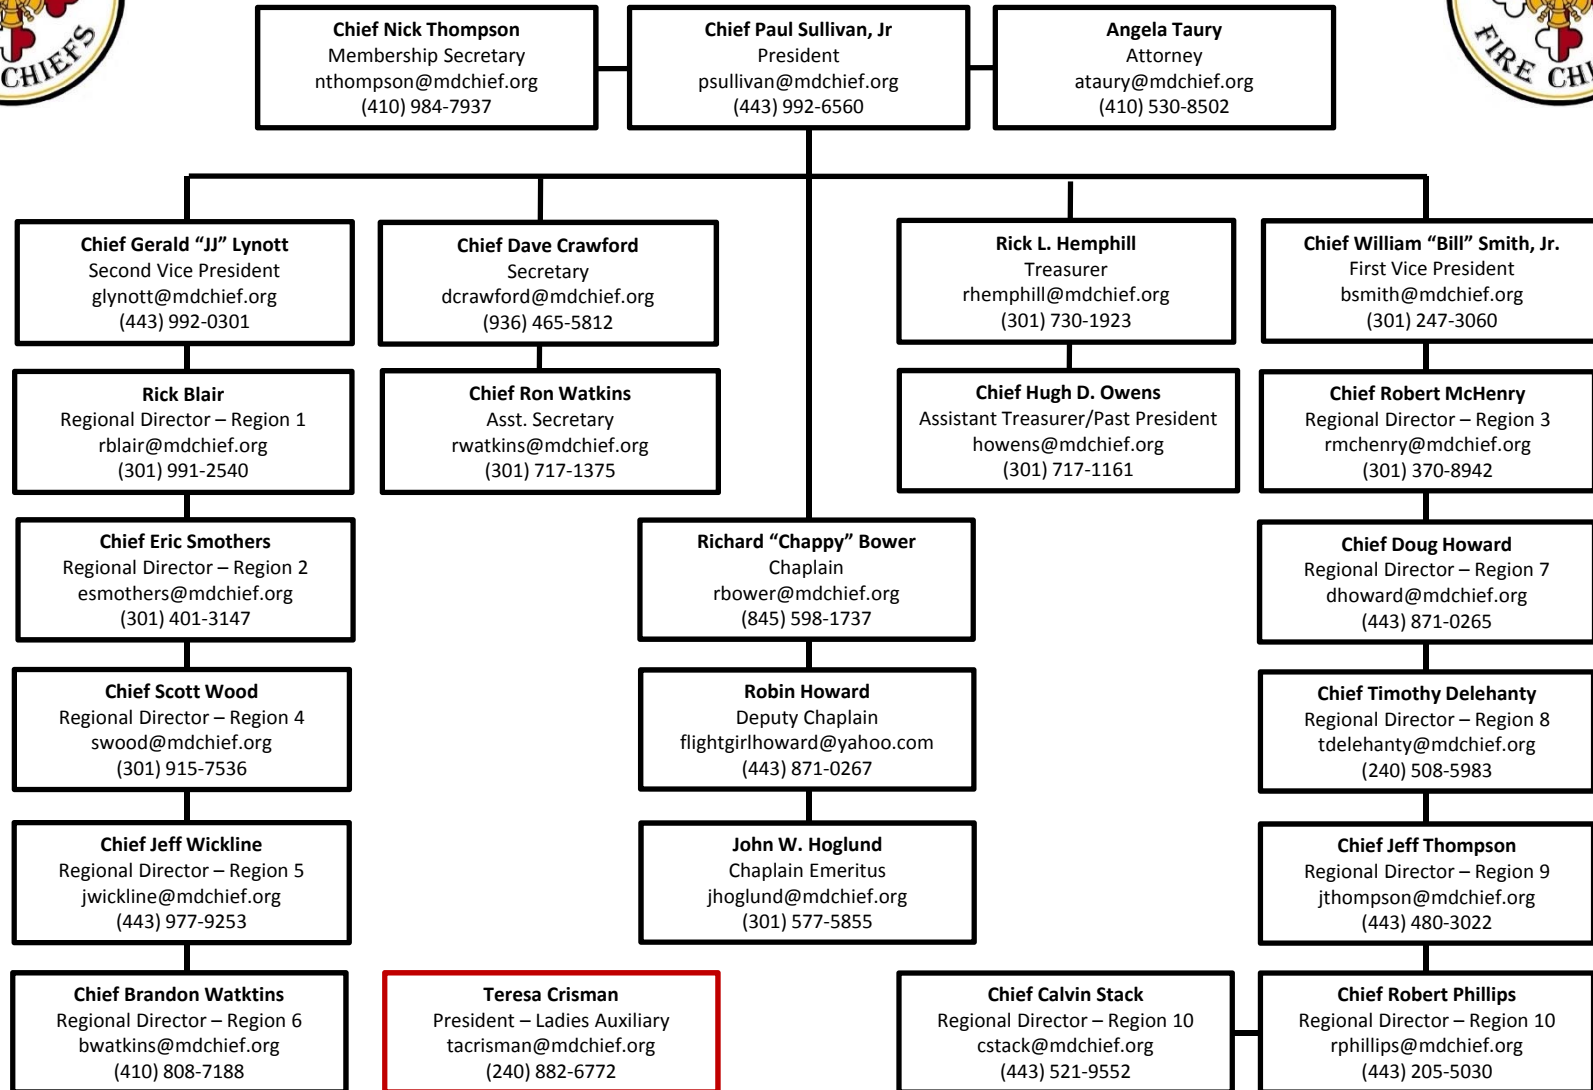 CHIEFS
FIRE CHI
Chief Nick Thompson
Membership Secretary
nthompson@mdchief.org
(410) 984-7937
Chief Paul Sullivan, Jr
President
psullivan@mdchief.org
(443) 992-6560
Angela Taury
Attorney
ataury@mdchief.org
(410) 530-8502
Chief Gerald “JJ” Lynott
Second Vice President
glynott@mdchief.org
(443) 992-0301
Chief Dave Crawford
Secretary
dcrawford@mdchief.org
(936) 465-5812
Rick L. Hemphill
Treasurer
rhemphill@mdchief.org
(301) 730-1923
Chief William “Bill” Smith, Jr.
First Vice President
bsmith@mdchief.org
(301) 247-3060
Rick Blair
Regional Director – Region 1
rblair@mdchief.org
(301) 991-2540
Chief Ron Watkins
Asst. Secretary
rwatkins@mdchief.org
(301) 717-1375
Chief Hugh D. Owens
Assistant Treasurer/Past President
howens@mdchief.org
(301) 717-1161
Chief Robert McHenry
Regional Director – Region 3
rmchenry@mdchief.org
(301) 370-8942
Chief Eric Smothers
Regional Director – Region 2
esmothers@mdchief.org
(301) 401-3147
Richard “Chappy” Bower
Chaplain
rbower@mdchief.org
(845) 598-1737
Chief Doug Howard
Regional Director – Region 7
dhoward@mdchief.org
(443) 871-0265
Chief Scott Wood
Regional Director – Region 4
swood@mdchief.org
(301) 915-7536
Robin Howard
Deputy Chaplain
flightgirlhoward@yahoo.com
(443) 871-0267
Chief Timothy Delehanty
Regional Director – Region 8
tdelehanty@mdchief.org
(240) 508-5983
Chief Jeff Wickline
Regional Director – Region 5
jwickline@mdchief.org
(443) 977-9253
John W. Hoglund
Chaplain Emeritus
jhoglund@mdchief.org
(301) 577-5855
Chief Jeff Thompson
Regional Director – Region 9
jthompson@mdchief.org
(443) 480-3022
Chief Brandon Watktins
Regional Director – Region 6
bwatkins@mdchief.org
(410) 808-7188
Teresa Crisman
President – Ladies Auxiliary
tacrisman@mdchief.org
(240) 882-6772
Chief Calvin Stack
Regional Director – Region 10
cstack@mdchief.org
(443) 521-9552
Chief Robert Phillips
Regional Director – Region 10
rphillips@mdchief.org
(443) 205-5030